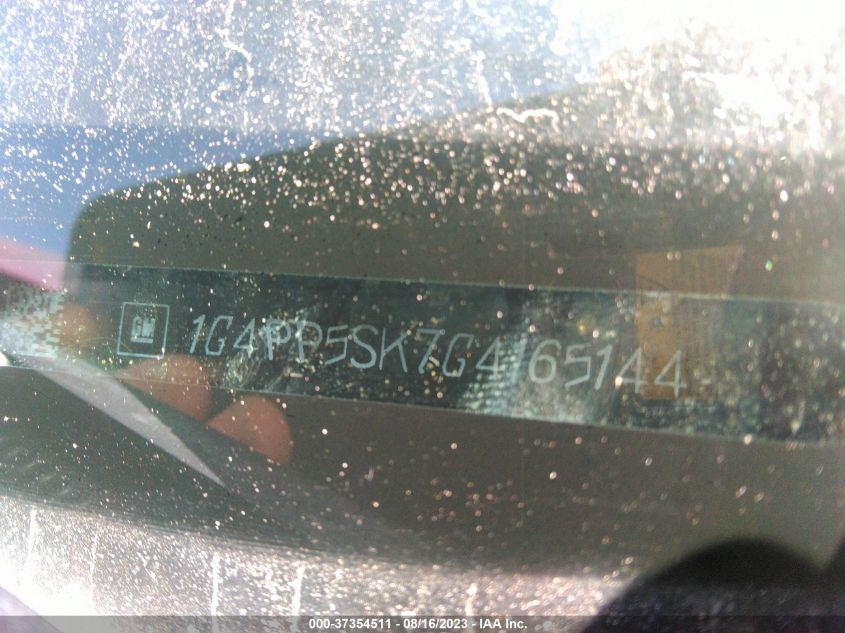 GM 1G4PP5SK7G4165144
000-37354511 - 08/16/2023 - IAA Inc.